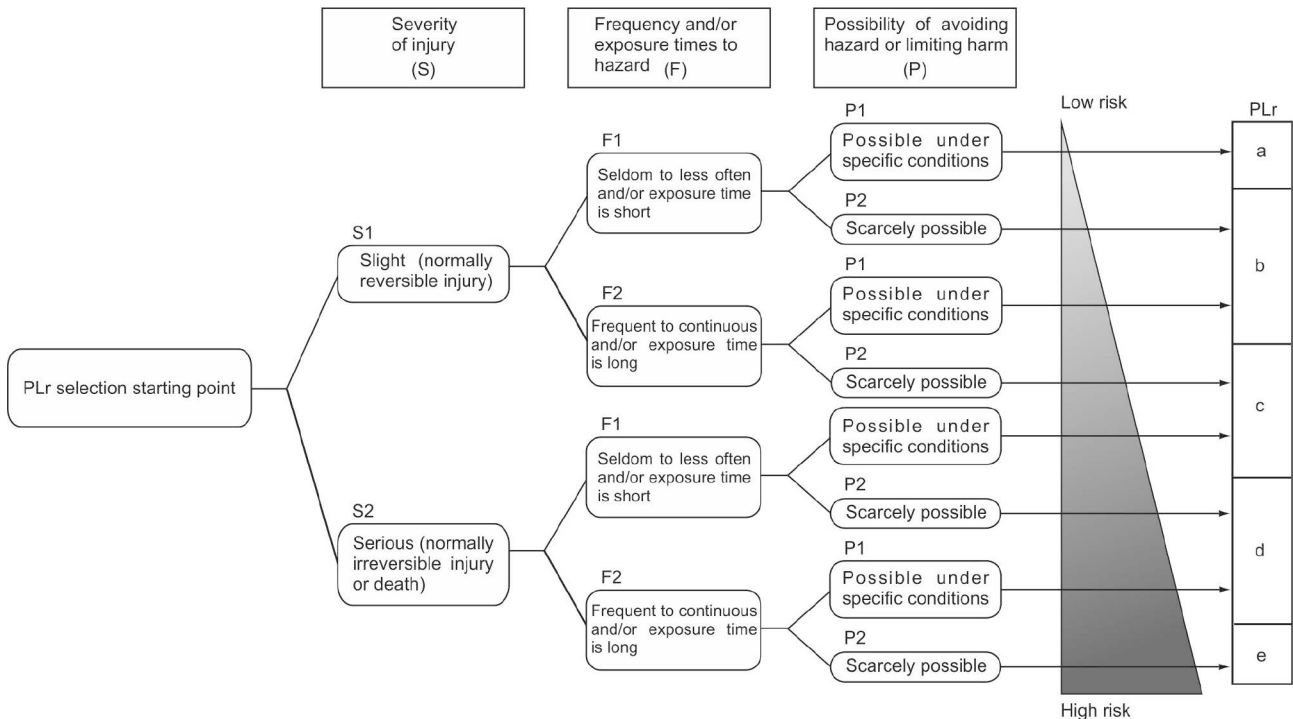 Severity
of injury
(S)
Frequency and/or
exposure times to
hazard (F)
Possibility of avoiding
hazard or limiting harm
(P)
Low risk
PLr
P1
Possible under
specific conditions
a
F1
Seldom to less often
and/or exposure time
is short
P2
Scarcely possible
S1
Slight (normally
reversible injury)
b
P1
Possible under
specific conditions
F2
Frequent to continuous
and/or exposure time
is long
P2
Scarcely possible
PLr selection starting point
c
F1
Seldom to less often
and/or exposure time
is short
Possible under
specific conditions
P2
Scarcely possible
S2
Serious (normally
irreversible injury
or death)
d
P1
Possible under
specific conditions
F2
Frequent to continuous
and/or exposure time
is long
P2
Scarcely possible
e
High risk